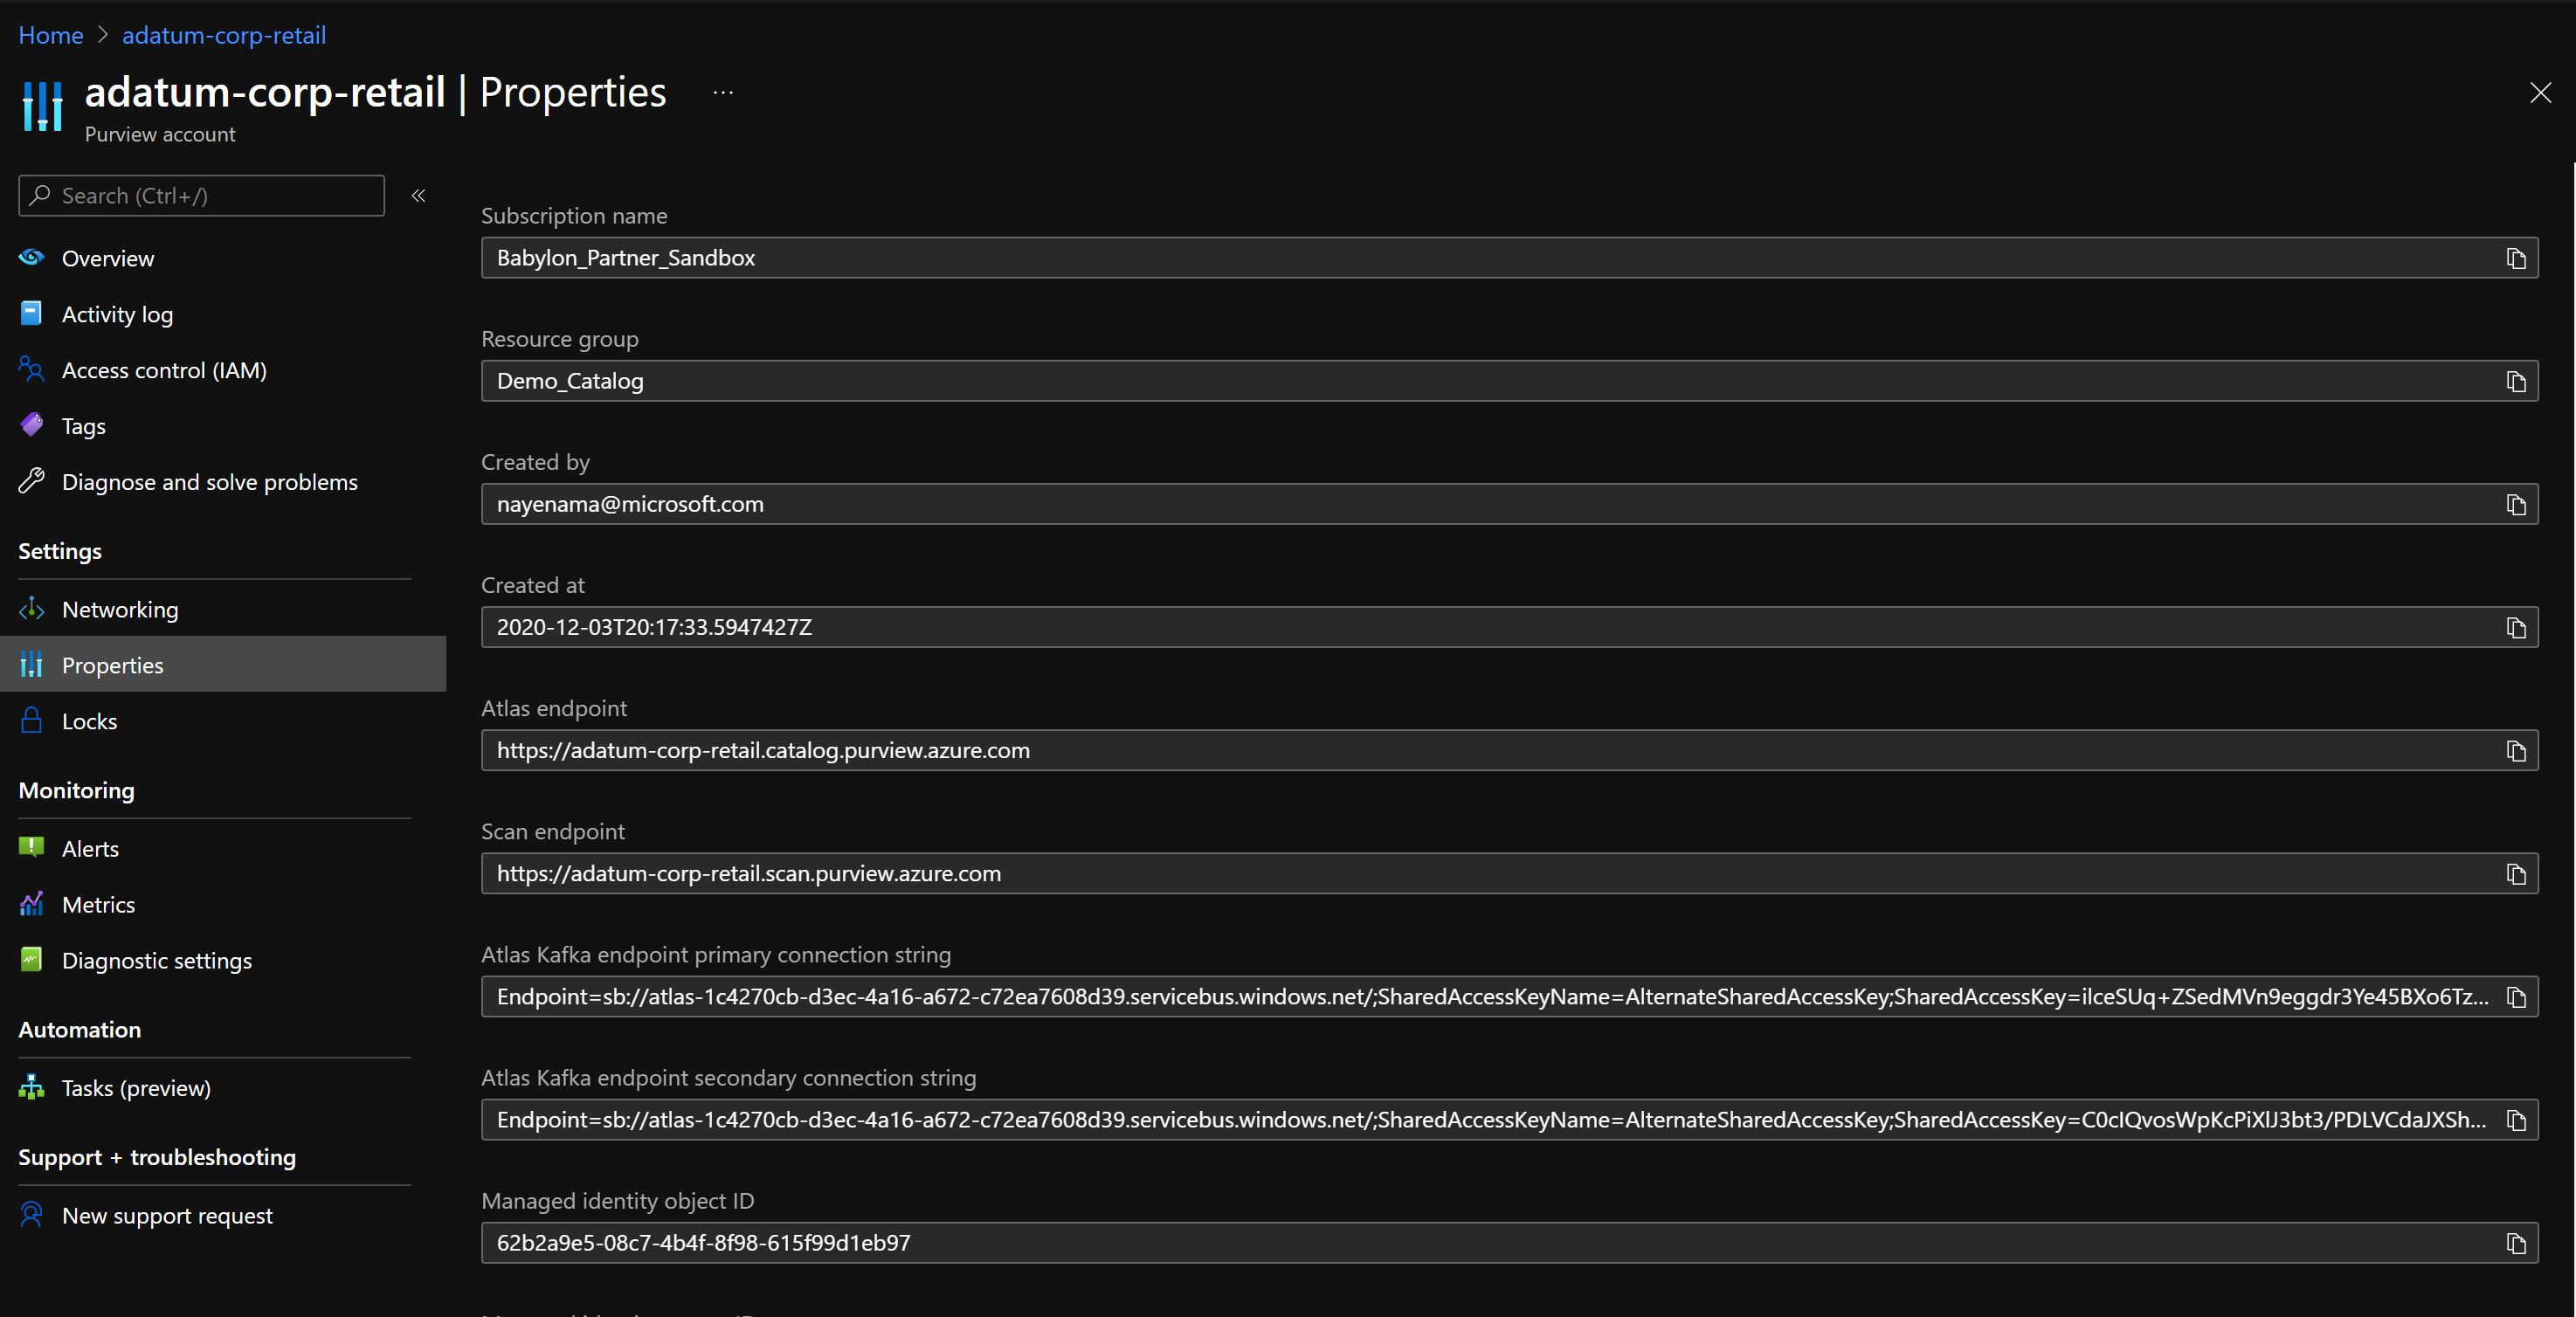 Home > adatum-corp-retail
adatum-corp-retail | Properties ...
Purview account
Search (Ctrl+/)
Overview
Activity log
Access control (IAM)
Tags
Diagnose and solve problems
Settings
Networking
Properties
Locks
Monitoring
Alerts
Metrics
Diagnostic settings
Automation
Tasks (preview)
Support + troubleshooting
New support request
Subscription name
Babylon_Partner_Sandbox
Resource group
Demo_Catalog
Created by
nayenama@microsoft.com
Created at
2020-12-03T20:17:33.5947427Z
Atlas endpoint
https://adatum-corp-retail.catalog.purview.azure.com
Scan endpoint
https://adatum-corp-retail.scan.purview.azure.com
Atlas Kafka endpoint primary connection string
Endpoint=sb://atlas-1c4270cb-d3ec-4a16-a672-c72ea7608d39.servicebus.windows.net/;SharedAccessKeyName=AlternateSharedAccessKey;SharedAccessKey=ilceSUq+ZSedMVn9eggdr3Ye45BXo6Tz...
Atlas Kafka endpoint secondary connection string
Endpoint=sb://atlas-1c4270cb-d3ec-4a16-a672-c72ea7608d39.servicebus.windows.net/;SharedAccessKeyName=AlternateSharedAccessKey;SharedAccessKey=C0cIQvosWpKcPiXlJ3bt3/PDLVCdaJXSh...
Managed identity object ID
62b2a9e5-08c7-4b4f-8f98-615f99d1eb97